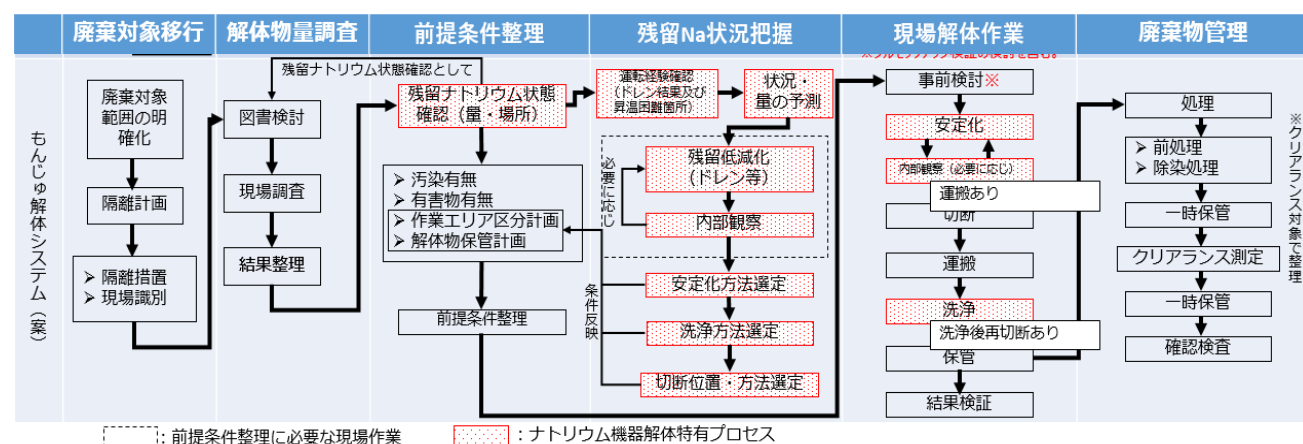 廃棄対象移行
解体物量調査
前提条件整理
残留Na状況把握
現場解体作業
廃棄物管理
もんじゅ解体システム（案）
廃棄対象
範囲の明
確化
隔離計画
➢ 隔離措置
➢ 現場識別
残留ナトリウム状態確認として
図書検討
現場調査
結果整理
残留ナトリウム状態
確認（量・場所）
➢ 汚染有無
➢ 有害物有無
➢ 作業エリア区分計画
➢ 解体物保管計画
前提条件整理
運転経験確認
（ドレン結果及び
昇温困難箇所）
状況・
量の予測
必要に応じ
残留低減化
（ドレン等）
内部観察
条件反映
安定化方法選定
洗浄方法選定
切断位置・方法選定
事前検討※
安定化
内部観察（必要に応じ）
運搬あり
切断
運搬
洗浄
洗浄後再切断あり
保管
結果検証
処理
➢ 前処理
➢ 除染処理
一時保管
クリアランス測定
一時保管
確認検査
※クリアランス対象で整理
：前提条件整理に必要な現場作業
：ナトリウム機器解体特有プロセス